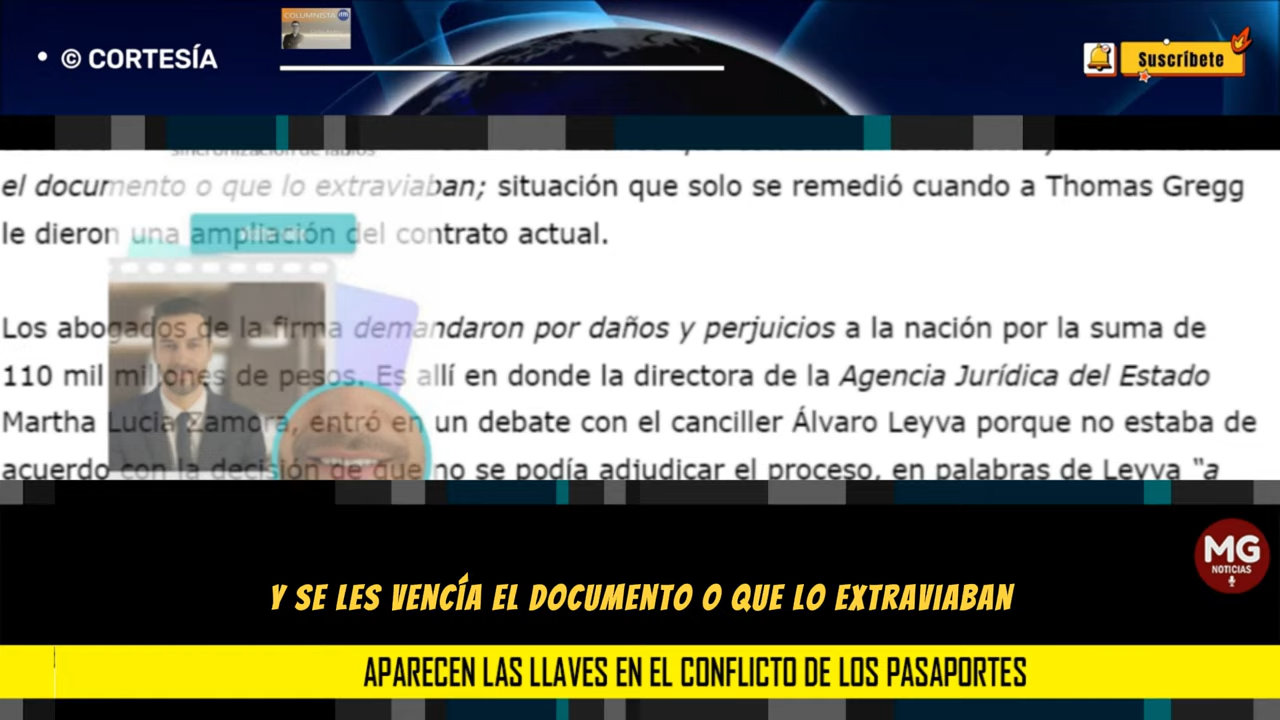 COLUMNISTA
• © CORTESÍA
Suscríbete
sincronización de labios
el documento o que lo extraviaban; situación que solo se remedió cuando a Thomas Gregg
le dieron una ampliación del contrato actual.
Los abogados de la firma demandaron por daños y perjuicios a la nación por la suma de
110 mil millones de pesos. Es allí en donde la directora de la Agencia Jurídica del Estado
Martha Lucia Zamora, entró en un debate con el canciller Álvaro Leyva porque no estaba de
acuerdo con la decisión de que no se podía adjudicar el proceso, en palabras de Leyva "a
MG
NOTICIAS
Y SE LES VENCÍA EL DOCUMENTO O QUE LO EXTRAVIABAN
APARECEN LAS LLAVES EN EL CONFLICTO DE LOS PASAPORTES